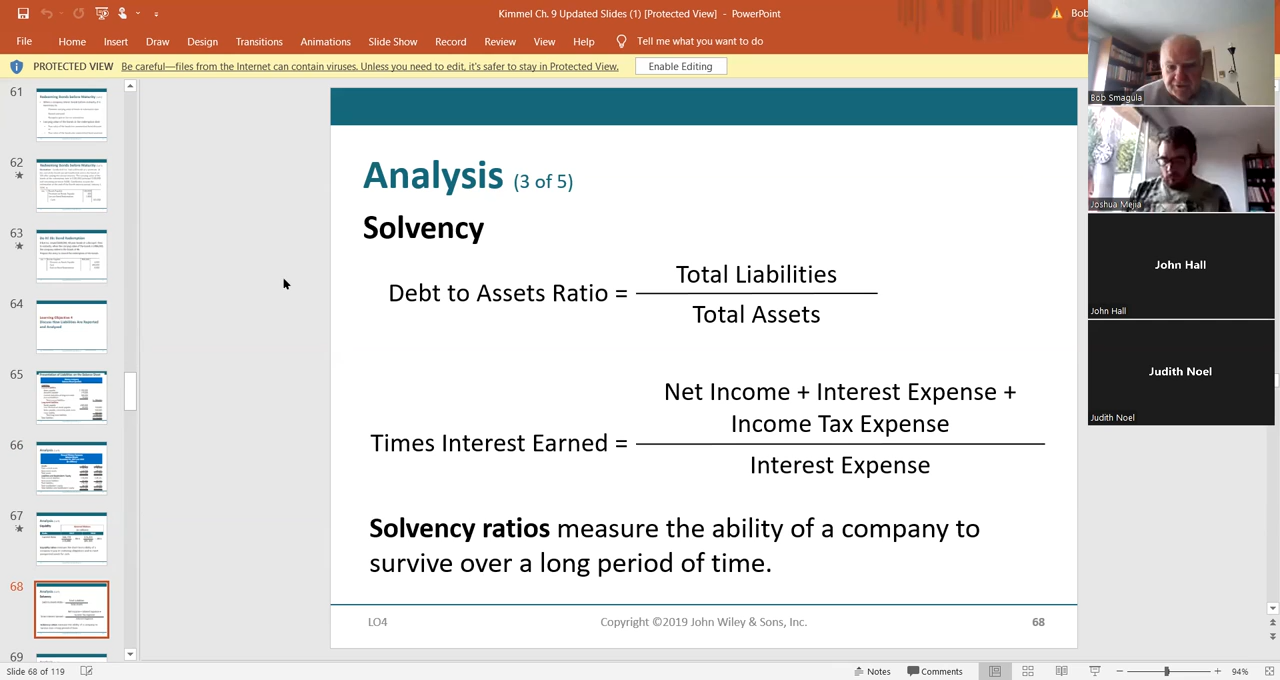 Kimmel Ch. 9 Updated Slides (1) [Protected View] - PowerPoint
Bob
File Home Insert Draw Design Transitions Animations Slide Show Record Review View Help Tell me what you want to do
PROTECTED VIEW Be careful—files from the Internet can contain viruses. Unless you need to edit, it's safer to stay in Protected View. Enable Editing
61
62
63
64
65
66
67
68
69
Analysis (3 of 5)
Solvency
Debt to Assets Ratio =
Total Liabilities
Total Assets
Times Interest Earned =
Net Income + Interest Expense +
Income Tax Expense
Interest Expense
Solvency ratios measure the ability of a company to
survive over a long period of time.
LO4 Copyright ©2019 John Wiley & Sons, Inc. 68
Bob Smagula
Joshua Mejia
John Hall
John Hall
Judith Noel
Judith Noel
Slide 68 of 119 Notes Comments 94%